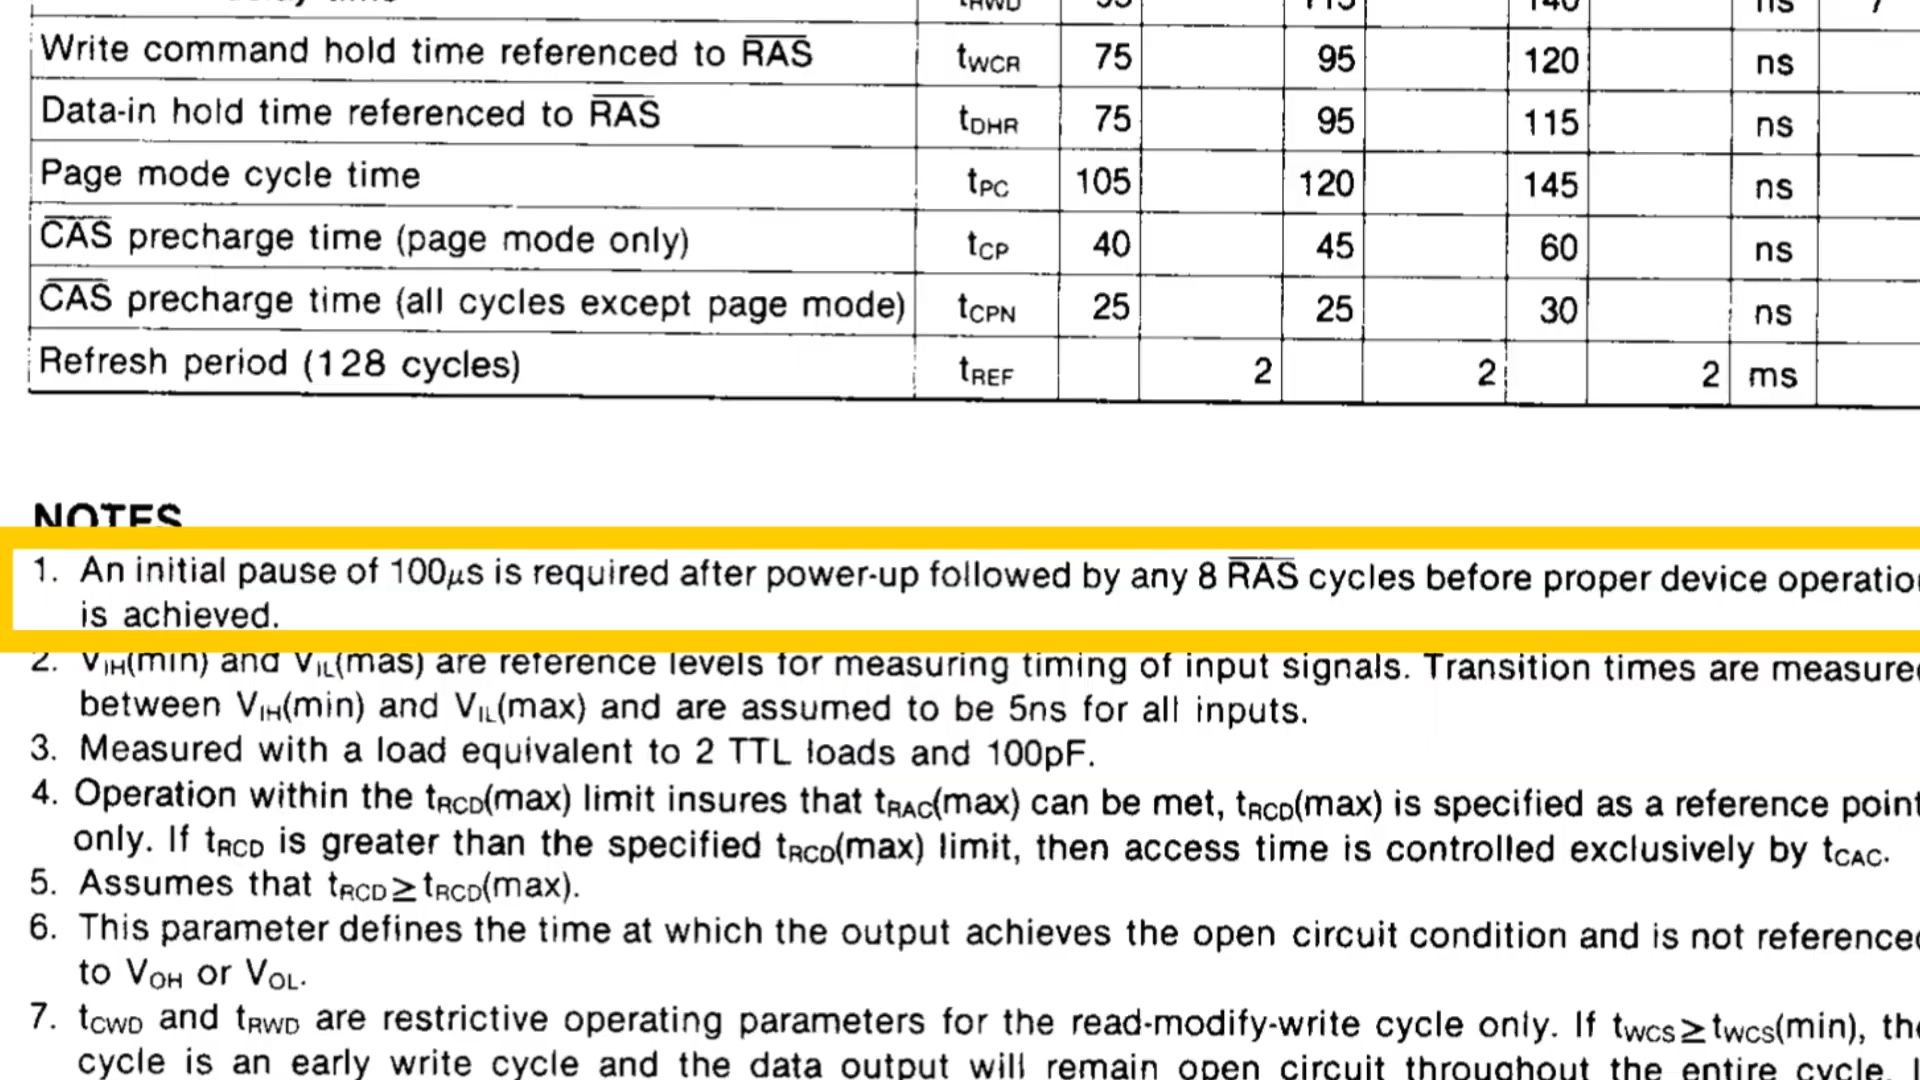 Write command hold time referenced to RAS tWCR 75 95 120 ns
Data-in hold time referenced to RAS tDHR 75 95 115 ns
Page mode cycle time tPC 105 120 145 ns
CAS precharge time (page mode only) tCP 40 45 60 ns
CAS precharge time (all cycles except page mode) tCPN 25 25 30 ns
Refresh period (128 cycles) tREF 2 2 2 ms
NOTES
1. An initial pause of 100μs is required after power-up followed by any 8 RAS cycles before proper device
is achieved.
2. VIH(min) and VIL(mas) are reference levels for measuring timing of input signals. Transition times are
between VIH(min) and VIL(max) and are assumed to be 5ns for all inputs.
3. Measured with a load equivalent to 2 TTL loads and 100pF.
4. Operation within the tRCD(max) limit insures that tRAC(max) can be met, tRCD(max) is specified as a reference point
only. If tRCD is greater than the specified tRCD(max) limit, then access time is controlled exclusively by tCAC.
5. Assumes that tRCD≥tRCD(max).
6. This parameter defines the time at which the output achieves the open circuit condition and is not
to VOH or VOL.
7. tCWD and tRWD are restrictive operating parameters for the read-modify-write cycle only. If tWCS≥tWCS(min),
cycle is an early write cycle and the data output will remain open circuit throughout the entire cycle.